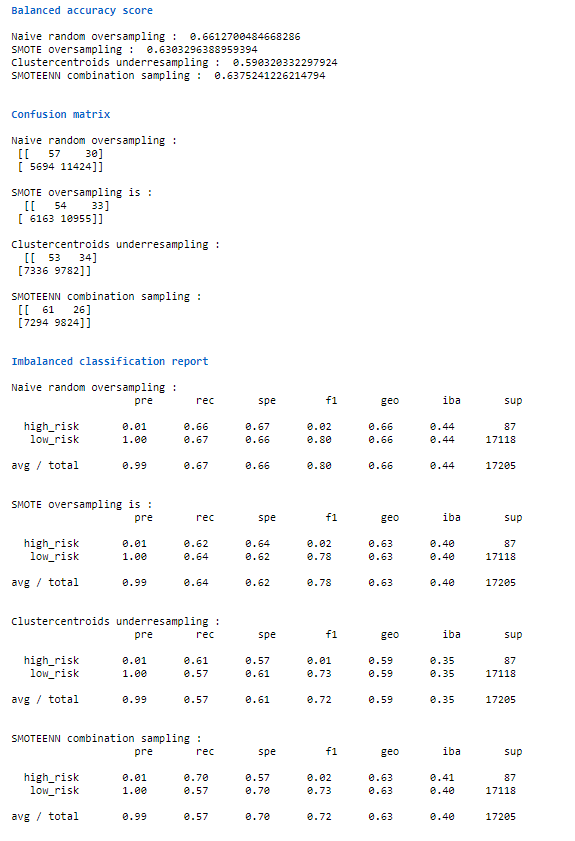 Balanced accuracy score
Naive random oversampling :  0.6612700484668286
SMOTE oversampling :  0.6303296388959394
Clustercentroids underresampling :  0.590320332297924
SMOTEENN combination sampling :  0.6375241226214794
Confusion matrix
Naive random oversampling :
[[   57    30]
[ 5694 11424]]
SMOTE oversampling is :
[[   54    33]
[ 6163 10955]]
Clustercentroids underresampling :
[[  53   34]
[7336 9782]]
SMOTEENN combination sampling :
[[  61   26]
[7294 9824]]
Imbalanced classification report
Naive random oversampling :
pre       rec       spe        f1       geo       iba       sup
high_risk       0.01      0.66      0.67      0.02      0.66      0.44        87
low_risk       1.00      0.67      0.66      0.80      0.66      0.44     17118
avg / total       0.99      0.67      0.66      0.80      0.66      0.44     17205
SMOTE oversampling is :
pre       rec       spe        f1       geo       iba       sup
high_risk       0.01      0.62      0.64      0.02      0.63      0.40        87
low_risk       1.00      0.64      0.62      0.78      0.63      0.40     17118
avg / total       0.99      0.64      0.62      0.78      0.63      0.40     17205
Clustercentroids underresampling :
pre       rec       spe        f1       geo       iba       sup
high_risk       0.01      0.61      0.57      0.01      0.59      0.35        87
low_risk       1.00      0.57      0.61      0.73      0.59      0.35     17118
avg / total       0.99      0.57      0.61      0.72      0.59      0.35     17205
SMOTEENN combination sampling :
pre       rec       spe        f1       geo       iba       sup
high_risk       0.01      0.70      0.57      0.02      0.63      0.41        87
low_risk       1.00      0.57      0.70      0.73      0.63      0.40     17118
avg / total       0.99      0.57      0.70      0.72      0.63      0.40     17205